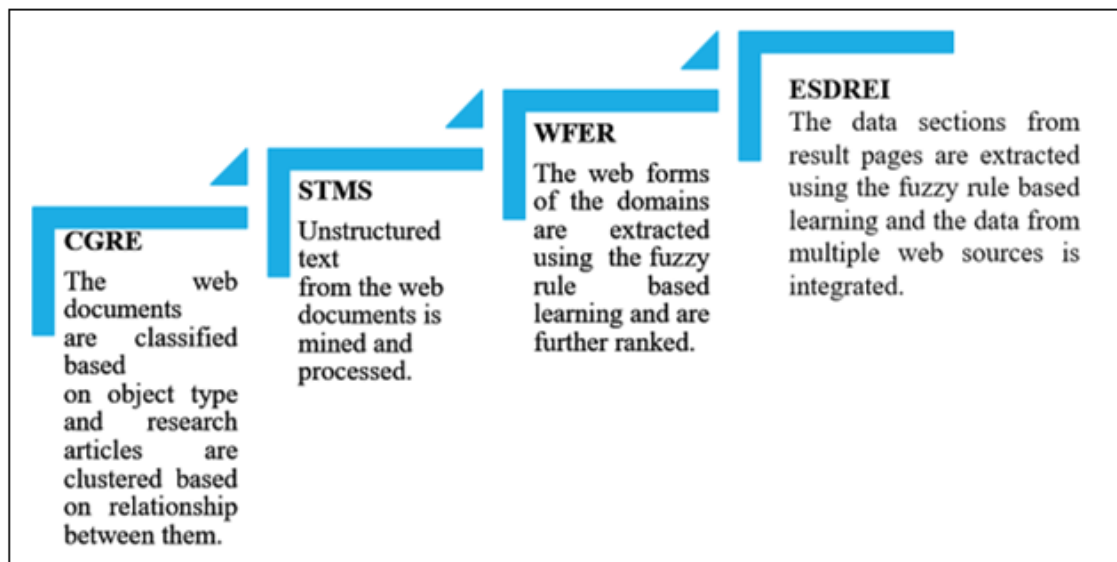 CGRE
The web
documents
are classified
based
on object type
and research
articles are
clustered based
on relationship
between them.
STMS
Unstructured
text
from the web
documents is
mined and
processed.
WFER
The web forms
of the domains
are extracted
using the fuzzy
rule based
learning and are
further ranked.
ESDREI
The data sections from
result pages are extracted
using the fuzzy rule based
learning and the data from
multiple web sources is
integrated.